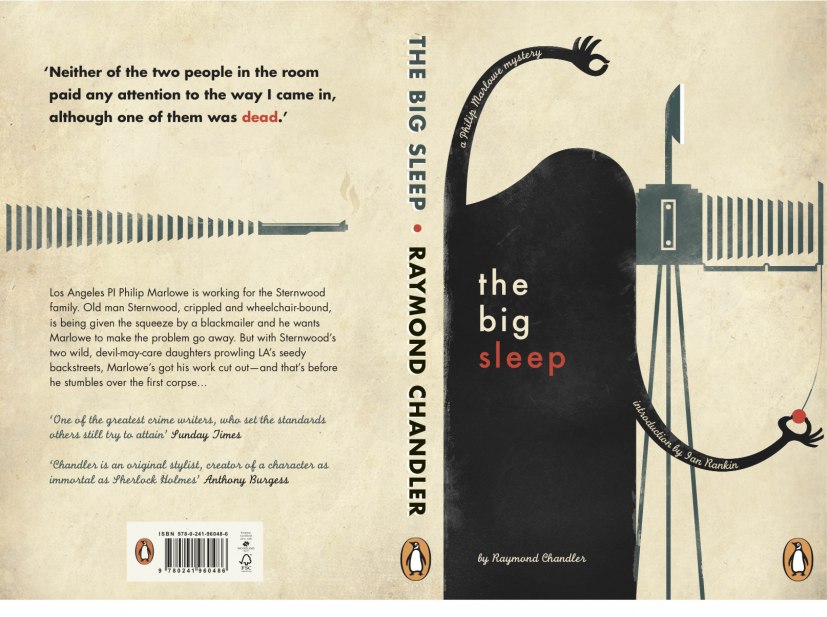 ‘Neither of the two people in the room
paid any attention to the way I came in,
although one of them was dead.’
Los Angeles PI Philip Marlowe is working for the Sternwood
family. Old man Sternwood, crippled and wheelchair-bound,
is being given the squeeze by a blackmailer and he wants
Marlowe to make the problem go away. But with Sternwood’s
two wild, devil-may-care daughters prowling LA’s seedy
backstreets, Marlowe’s got his work cut out—and that’s before
he stumbles over the first corpse...
‘One of the greatest crime writers, who set the standards
others still try to attain’ Sunday Times
‘Chandler is an original stylist, creator of a character as
immortal as Sherlock Holmes’ Anthony Burgess
ISBN 978-0-241-96048-6
9 780241 960486
FSC
THE BIG SLEEP • RAYMOND CHANDLER
a Philip Marlowe mystery
the
big
sleep
introduction by Ian Rankin
by Raymond Chandler